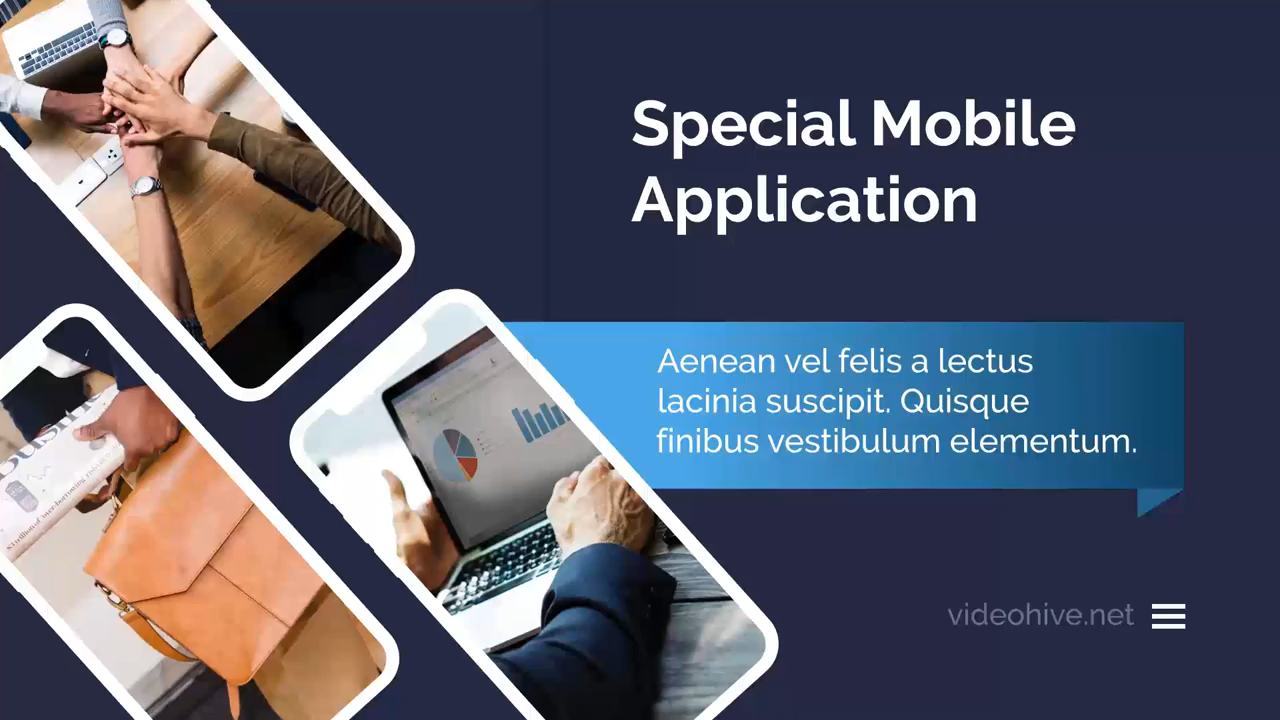 Special Mobile
Application
Aenean vel felis a lectus
lacinia suscipit. Quisque
finibus vestibulum elementum.
videohive.net